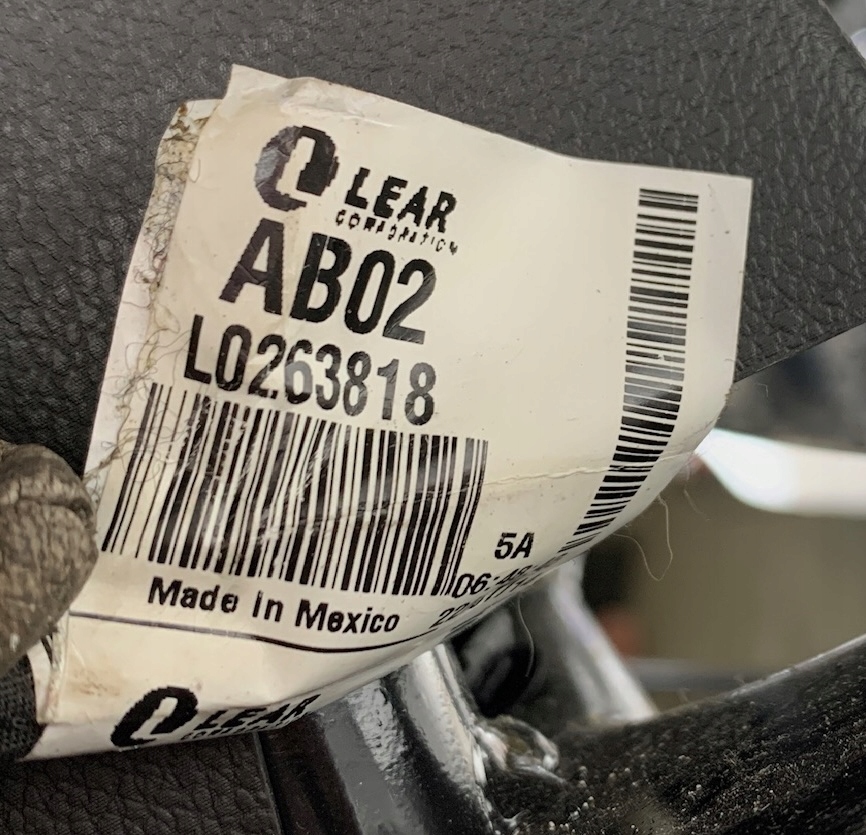 LEAR
CORPORATION
AB02
L0263818
5A
Made in Mexico
LEAR